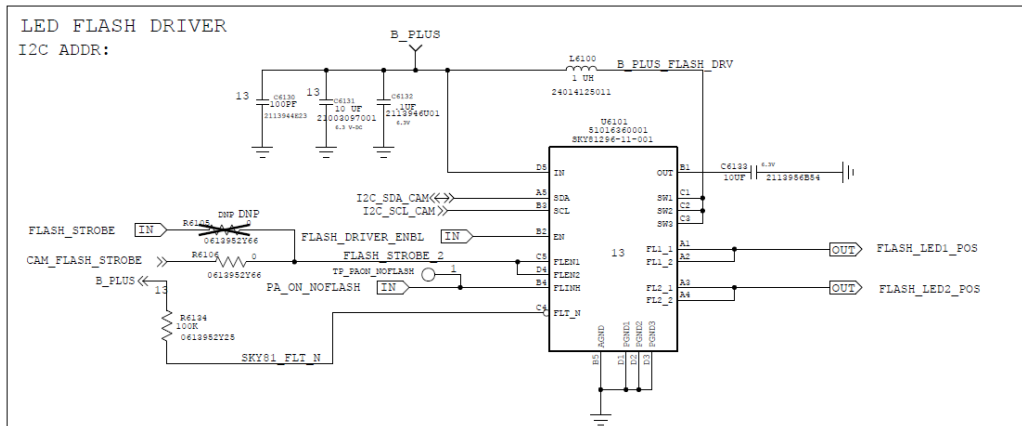 LED FLASH DRIVER
I2C ADDR:
B_PLUS
L6100
1 UH
24014125011
B_PLUS_FLASH_DRV
13
C6130
100PF
2113944E23
13
C6131
10 UF
21003097001
6.3 V-DC
C6132
.1UF
2113946U01
6.3V
U6101
51016360001
SKY81296-11-001
D5 IN
OUT B1
C6133
10UF
6.3V
2113956B54
I2C_SDA_CAM
A5 SDA
I2C_SCL_CAM
B3 SCL
SW1 C1
SW2 C2
SW3 C3
FLASH_STROBE
IN
R6105
DNP DNP
0
0613952Y66
FLASH_DRIVER_ENBL
IN
B2 EN
CAM_FLASH_STROBE
R6106
0
0613952Y66
FLASH_STROBE_2
C5 FLEN1
D4 FLEN2
TP_PAON_NOFLASH
1
PA_ON_NOFLASH
IN
B4 FLINH
13
FL1_1 A1
FL1_2 A2
OUT
FLASH_LED1_POS
FL2_1 A3
FL2_2 A4
OUT
FLASH_LED2_POS
B_PLUS
13
R6134
100K
0613952Y25
SKY81_FLT_N
C4 FLT_N
AGND
PGND1
PGND2
PGND3
B5
D1
D2
D3